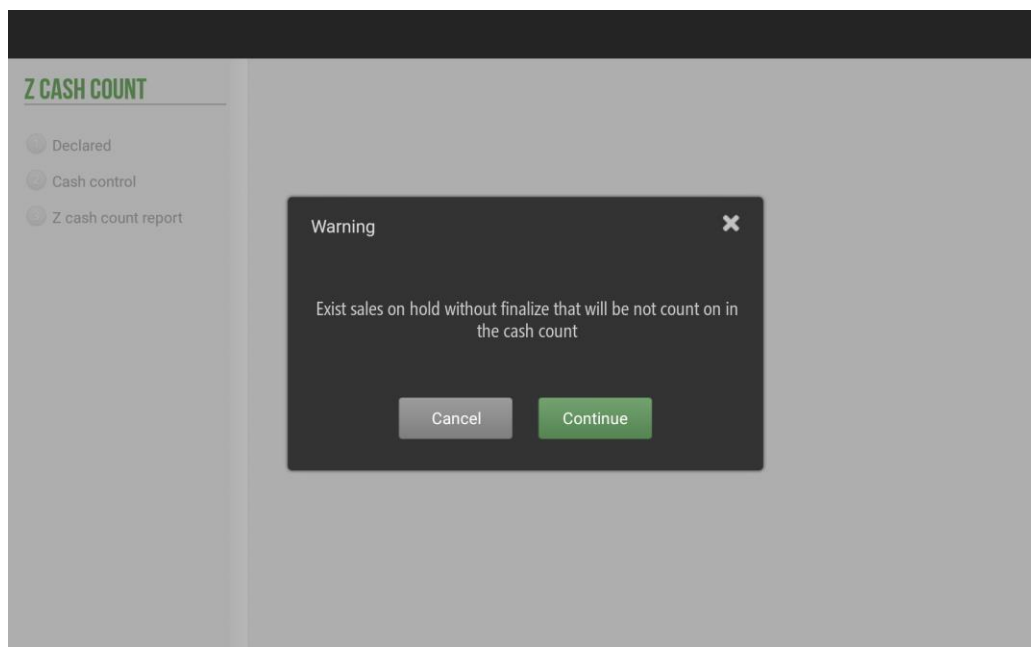 Z CASH COUNT
Declared
Cash control
Z cash count report
Warning
Exist sales on hold without finalize that will be not count on in
the cash count
Cancel
Continue